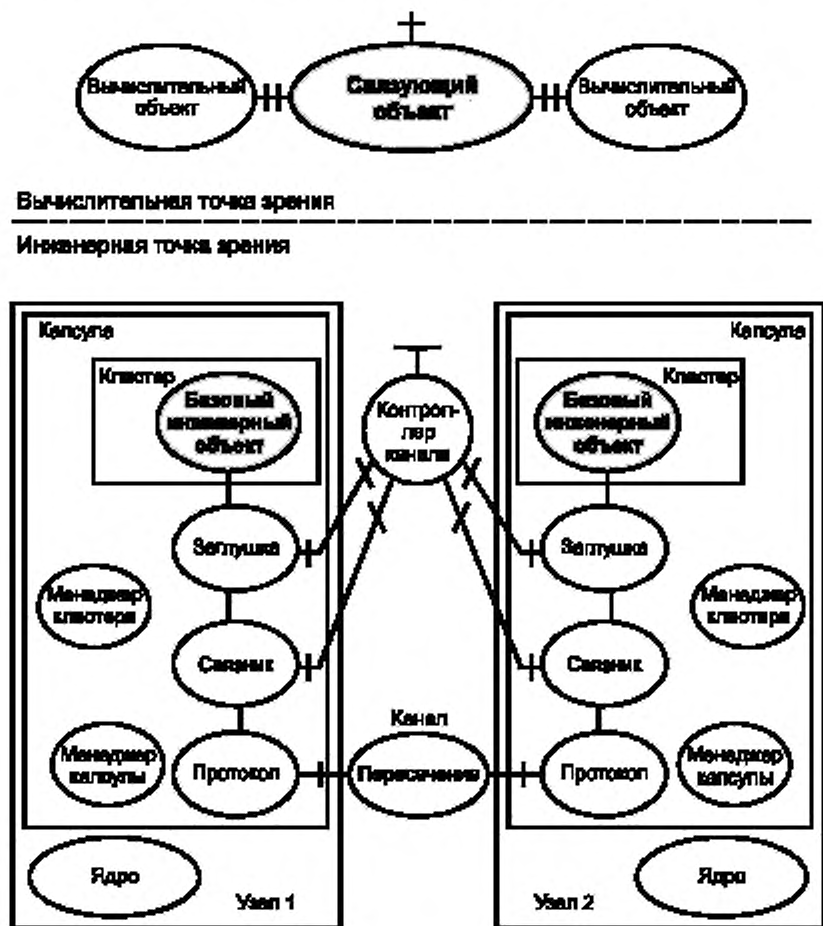 Вычислительный
объект
Связующий
объект
Вычислительный
объект
Вычислительная точка зрения
Инженерная точка зрения
Капсула
Кластер
Базовый
инженерный
объект
Заглушка
Менеджер
кластера
Связник
Менеджер
капсулы
Протокол
Ядро
Узел 1
Контрол-
лер
канала
Канал
Пересечение
Капсула
Кластер
Базовый
инженерный
объект
Заглушка
Менеджер
кластера
Связник
Протокол
Менеджер
капсулы
Ядро
Узел 2